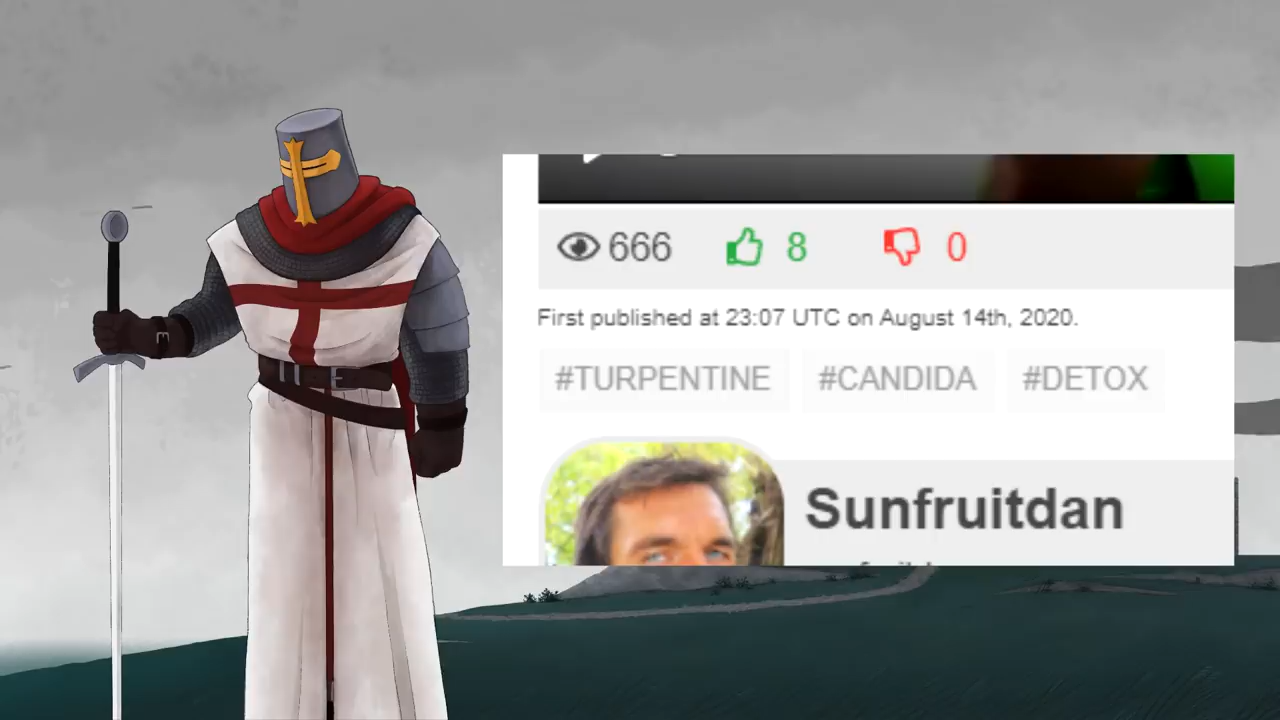 666 8 0
First published at 23:07 UTC on August 14th, 2020.
#TURPENTINE #CANDIDA #DETOX
Sunfruitdan